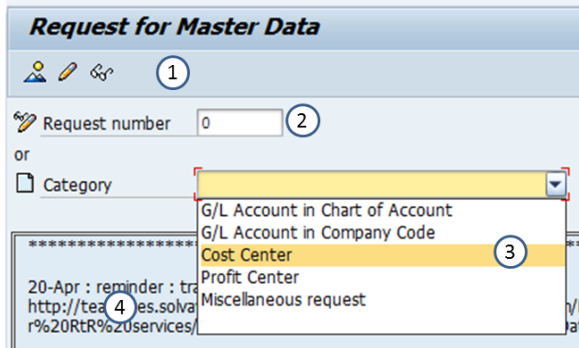 Request for Master Data
1
Request number 0 2
or
Category
G/L Account in Chart of Account
G/L Account in Company Code
Cost Center 3
Profit Center
Miscellaneous request
********************
20-Apr : reminder :
4
r%20RtR%20services/